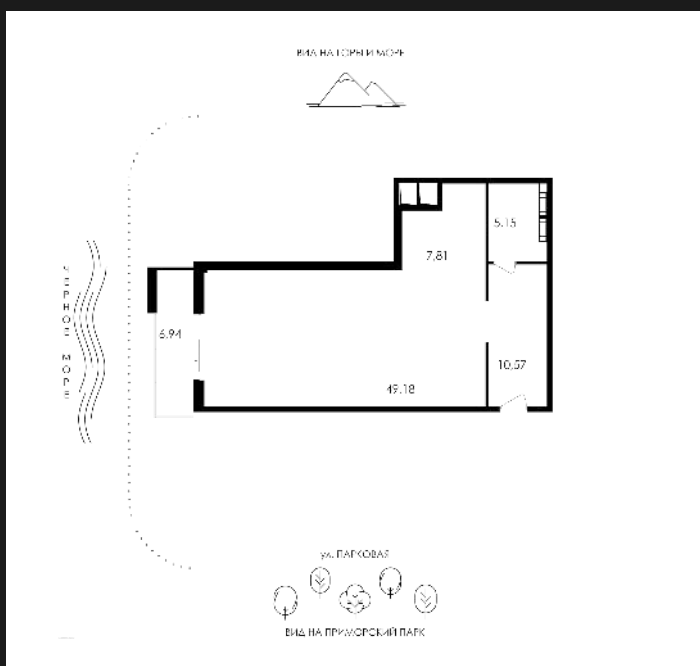 ВИД НА ГОРЫ И МОРЕ
5.15
7,81
ЧЕРНОЕ МОРЕ
6,94
10,57
49.18
ул. ПАРКОВАЯ
ВИД НА ПРИМОРСКИЙ ПАРК